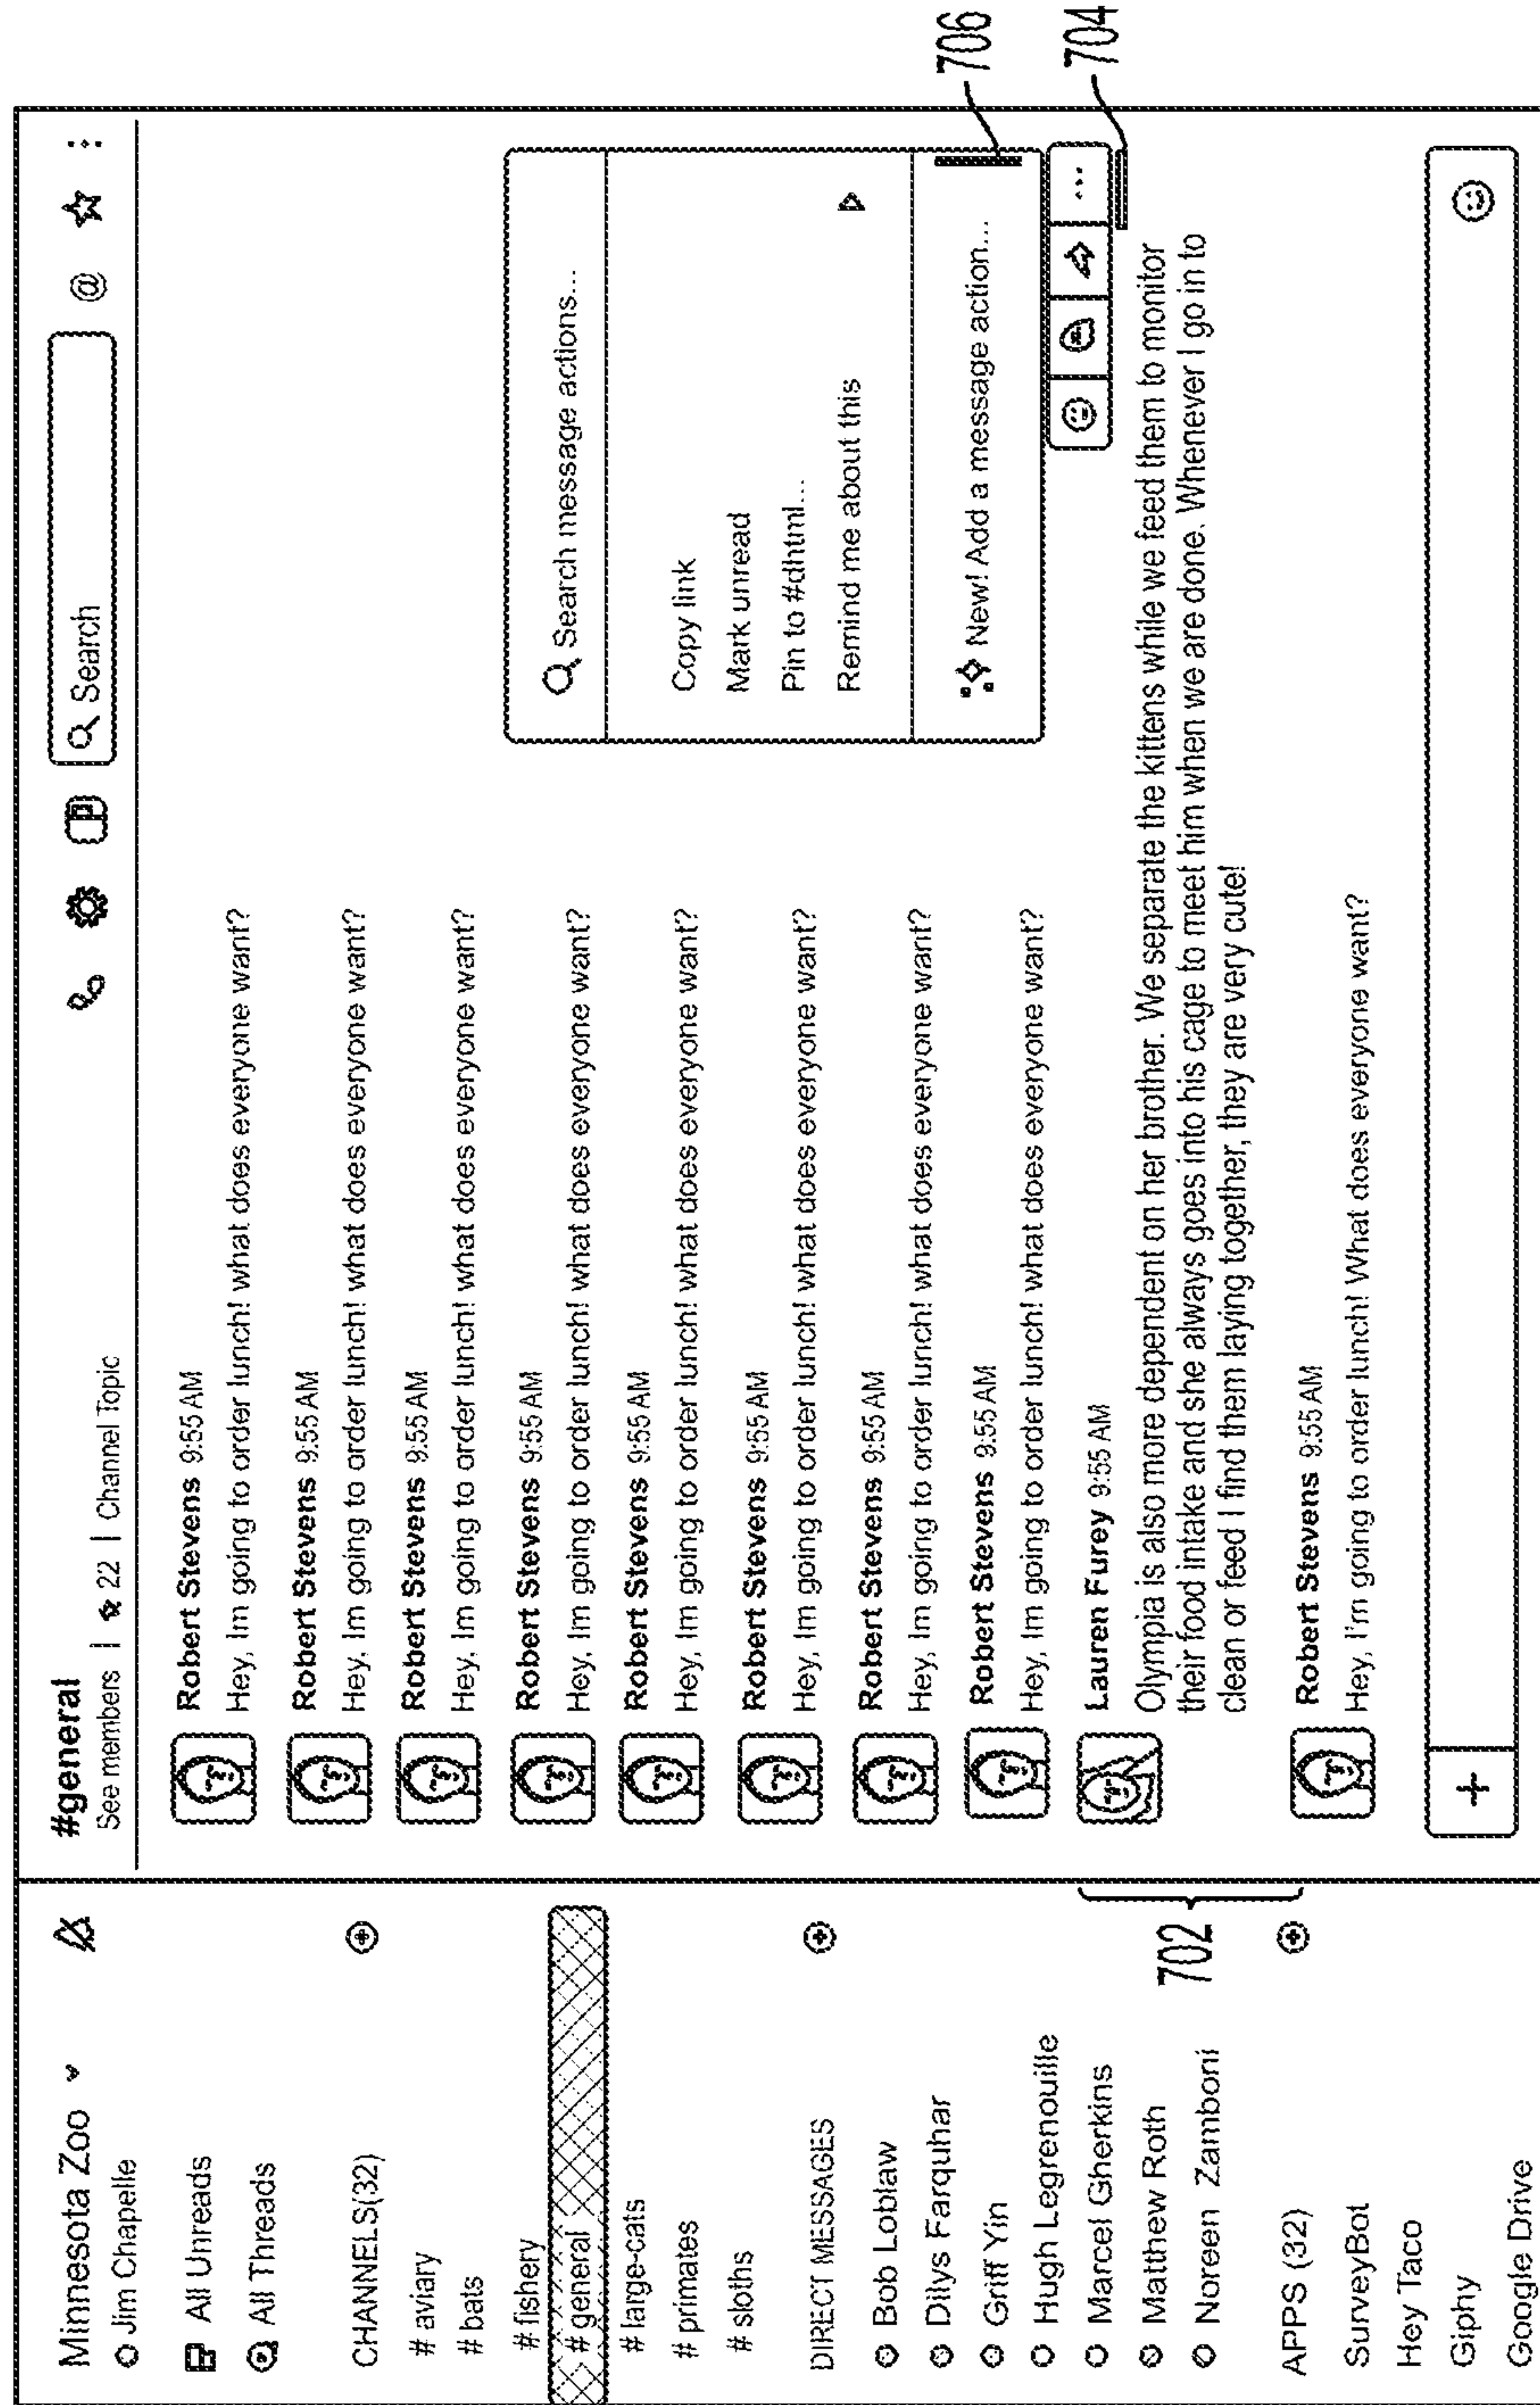 Minnesota Zoo
Jim Chapelle
All Unreads
All Threads
CHANNELS(32)
# aviary
# bats
# fishery
# general
# large-cats
# primates
# sloths
DIRECT MESSAGES
Bob Loblaw
Dilys Farquhar
Griff Yin
Hugh Legrenouille
Marcel Gherkins
Matthew Roth
Noreen Zamboni
702
APPS (32)
SurveyBot
Hey Taco
Giphy
Google Drive
#general
See members | 22 | Channel Topic
Search
@
Robert Stevens 9:55 AM
Hey, Im going to order lunch! what does everyone want?
Robert Stevens 9:55 AM
Hey, Im going to order lunch! what does everyone want?
Robert Stevens 9:55 AM
Hey, Im going to order lunch! what does everyone want?
Robert Stevens 9:55 AM
Hey, Im going to order lunch! what does everyone want?
Robert Stevens 9:55 AM
Hey, Im going to order lunch! what does everyone want?
Robert Stevens 9:55 AM
Hey, Im going to order lunch! what does everyone want?
Robert Stevens 9:55 AM
Hey, Im going to order lunch! what does everyone want?
Robert Stevens 9:55 AM
Hey, Im going to order lunch! what does everyone want?
Search message actions...
Copy link
Mark unread
Pin to #dhtml...
Remind me about this
New! Add a message action...
706
704
Lauren Furey 9:55 AM
Olympia is also more dependent on her brother. We separate the kittens while we feed them to monitor
their food intake and she always goes into his cage to meet him when we are done. Whenever I go in to
clean or feed I find them laying together, they are very cute!
Robert Stevens 9:55 AM
Hey, I'm going to order lunch! What does everyone want?
+